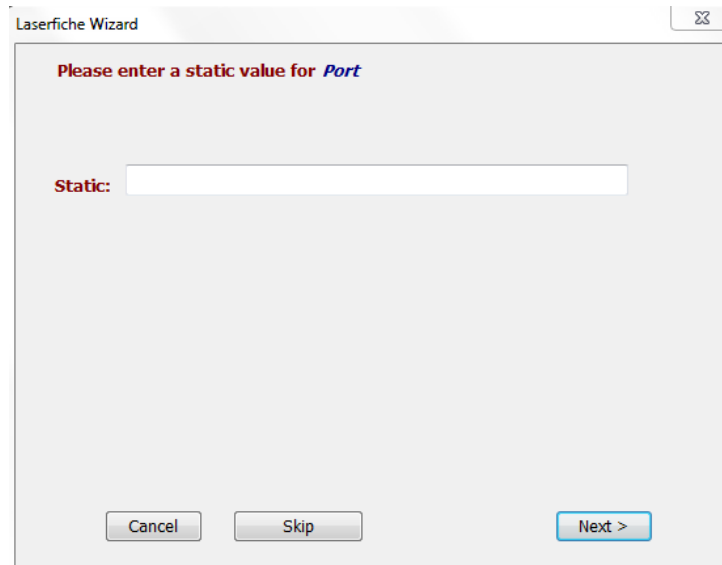 Laserfiche Wizard
Please enter a static value for Port
Static:
Cancel Skip Next >